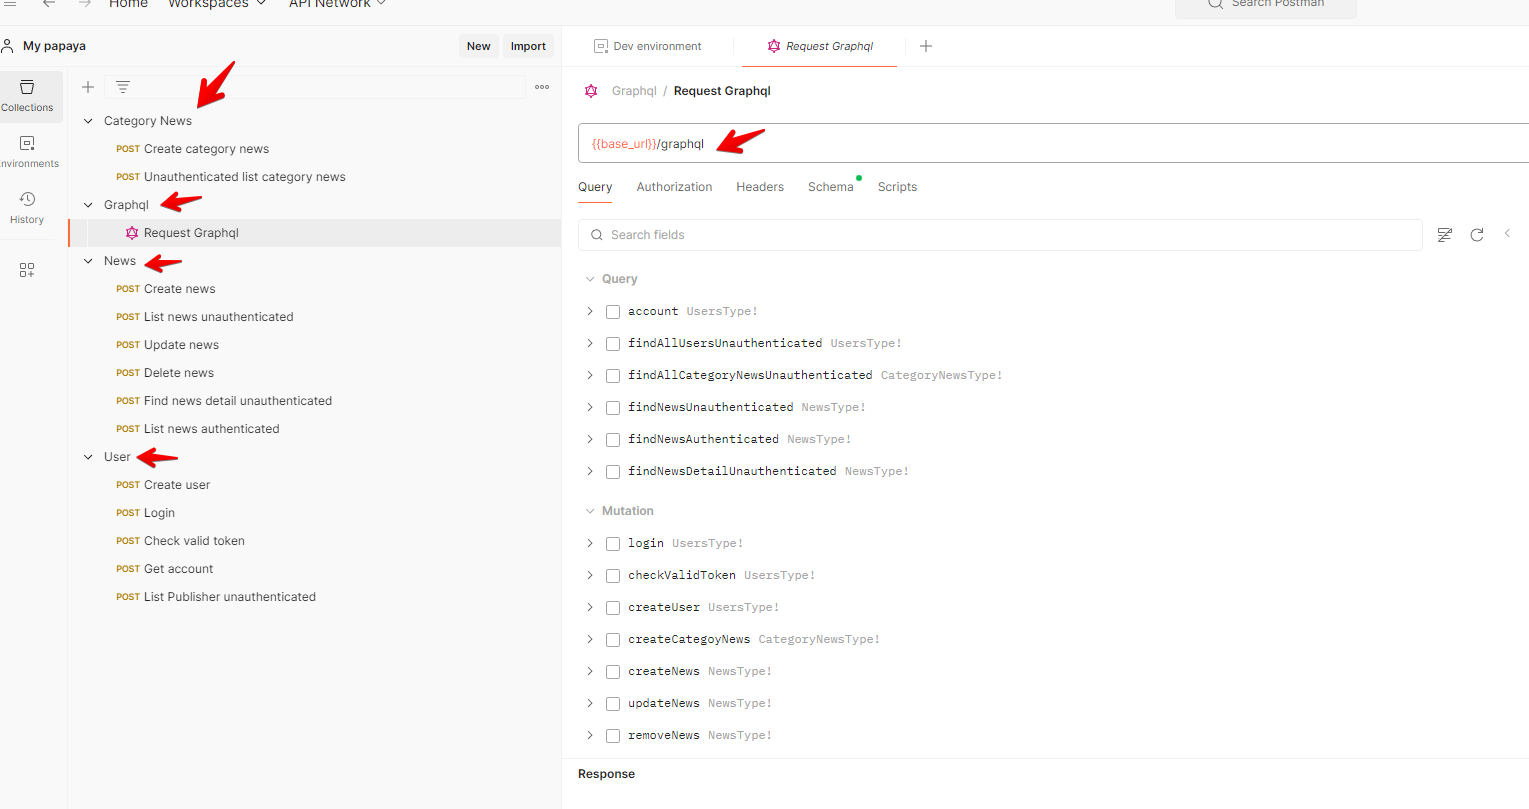 Home Workspaces API Network Search Postman
My papaya New Import
Dev environment Request Graphql
Collections
Graphql / Request Graphql
Category News
{{base_url}}/graphql
POST Create category news
Environments
POST Unauthenticated list category news
Query Authorization Headers Schema Scripts
History
Graphql
Request Graphql
Search fields
News
Query
POST Create news
account UsersType!
POST List news unauthenticated
findAllUsersUnauthenticated UsersType!
POST Update news
findAllCategoryNewsUnauthenticated CategoryNewsType!
POST Delete news
findNewsUnauthenticated NewsType!
POST Find news detail unauthenticated
findNewsAuthenticated NewsType!
POST List news authenticated
findNewsDetailUnauthenticated NewsType!
User
POST Create user
Mutation
POST Login
login UsersType!
POST Check valid token
checkValidToken UsersType!
POST Get account
createUser UsersType!
POST List Publisher unauthenticated
createCategoyNews CategoryNewsType!
createNews NewsType!
updateNews NewsType!
removeNews NewsType!
Response